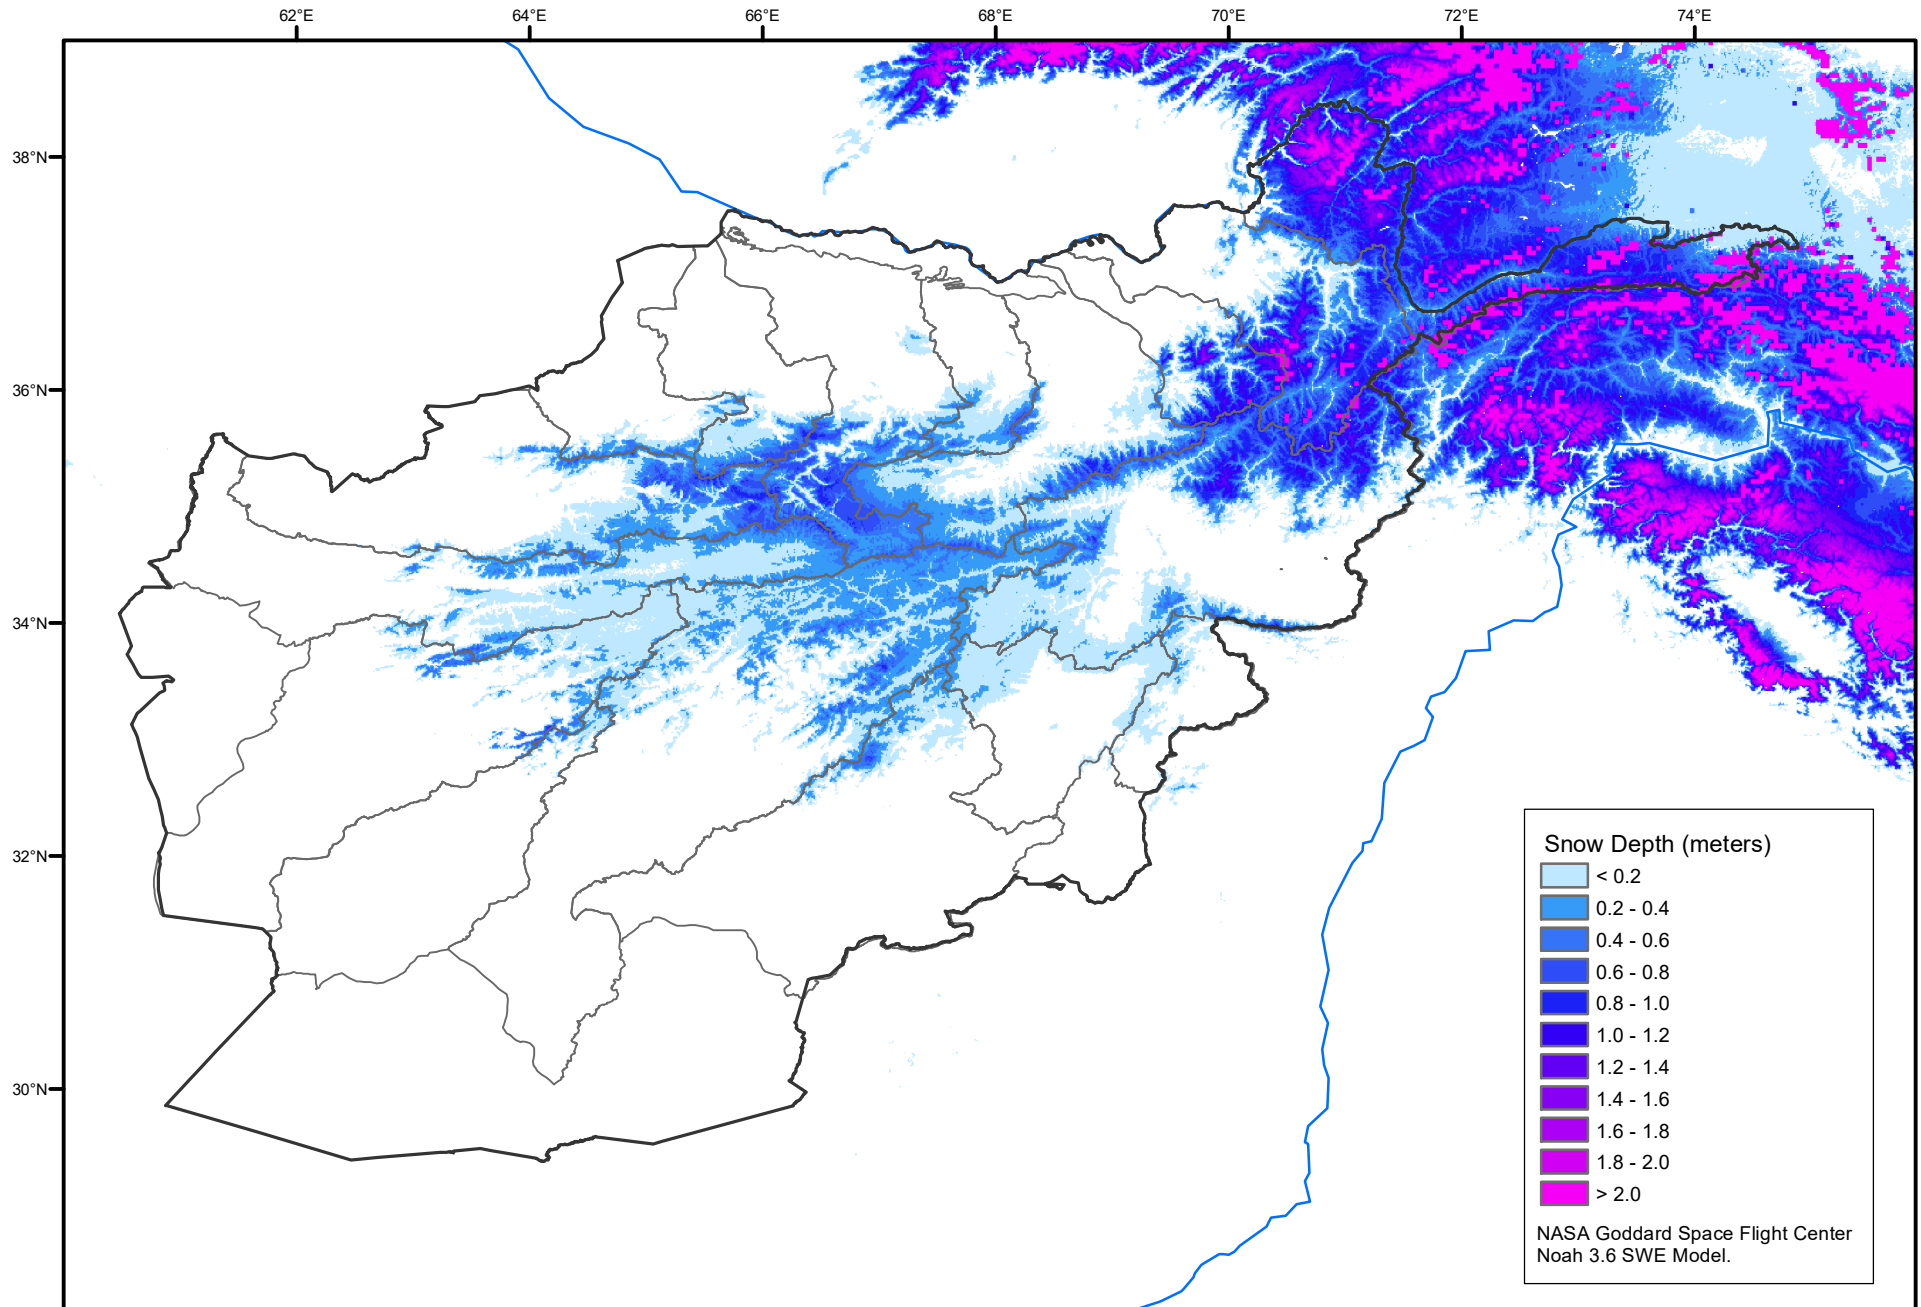 62°E
64°E
66°E
68°E
70°E
72°E
74°E
38°N
36°N
34°N
32°N
30°N
Snow Depth (meters)
< 0.2
0.2 - 0.4
0.4 - 0.6
0.6 - 0.8
0.8 - 1.0
1.0 - 1.2
1.2 - 1.4
1.4 - 1.6
1.6 - 1.8
1.8 - 2.0
> 2.0
NASA Goddard Space Flight Center
Noah 3.6 SWE Model.